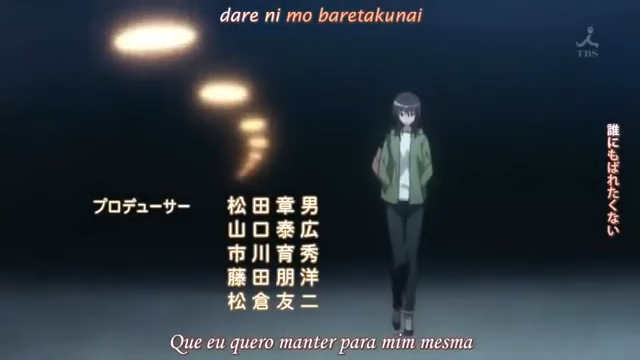 dare ni mo baretakunai
TBS
誰にもばれたくない
プロデューサー
松田章男
山口泰広
市川育秀
藤田朋洋
松倉友二
Que eu quero manter para mim mesma